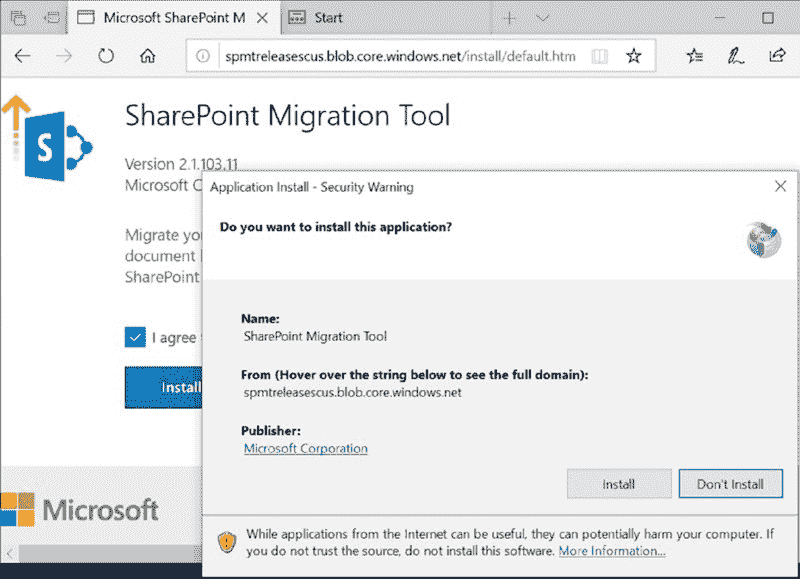 Microsoft SharePoint M
Start
spmtreleasescus.blob.core.windows.net/install/default.htm
S
SharePoint Migration Tool
Version 2.1.103.11
Microsoft C
Migrate you
document l
SharePoint
I agree
Install
Microsoft
Application Install - Security Warning
Do you want to install this application?
Name:
SharePoint Migration Tool
From (Hover over the string below to see the full domain):
spmtreleasescus.blob.core.windows.net
Publisher:
Microsoft Corporation
Install
Don't Install
While applications from the Internet can be useful, they can potentially harm your computer. If
you do not trust the source, do not install this software. More Information...